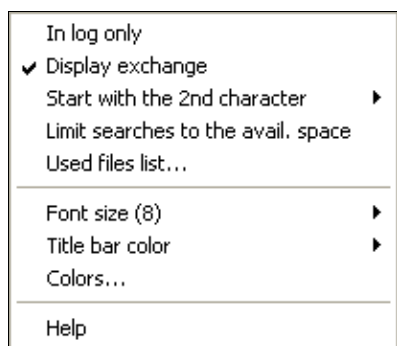 In log only
Display exchange
Start with the 2nd character
Limit searches to the avail. space
Used files list...
Font size (8)
Title bar color
Colors...
Help